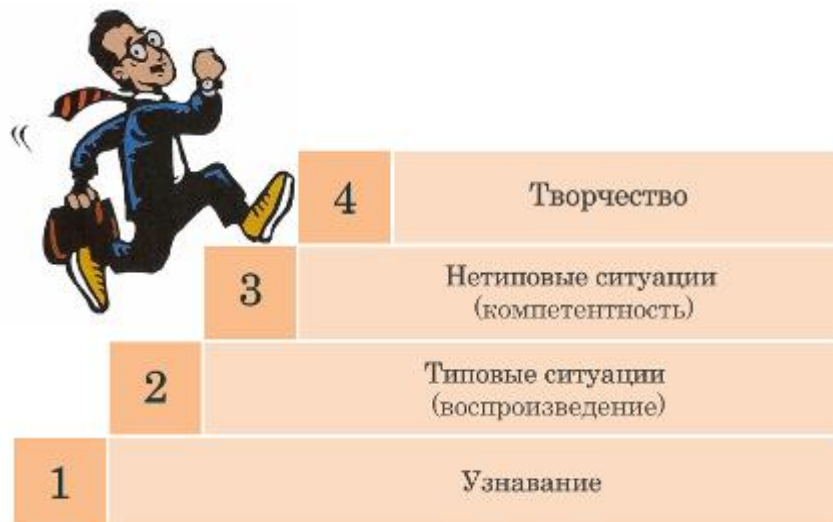 4 Творчество
3 Нетиповые ситуации
(компетентность)
2 Типовые ситуации
(воспроизведение)
1 Узнавание